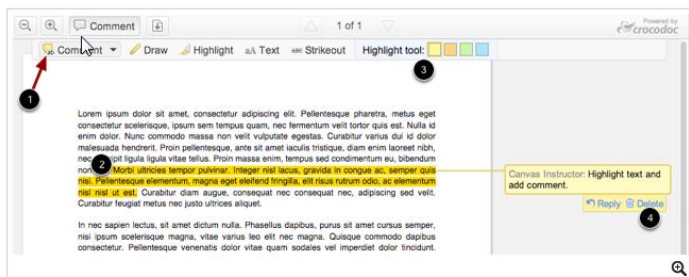 Comment
1 of 1
Powered by
crocodoc
Comment
Draw
Highlight
aA Text
abc Strikeout
Highlight tool:
1
3
Lorem ipsum dolor sit amet, consectetur adipiscing elit. Pellentesque pharetra, metus eget
consectetur scelerisque, ipsum sem tempus quam, nec fermentum velit tortor quis est. Nulla id
enim dolor. Nunc commodo massa non velit vulputate egestas. Curabitur varius dui id dolor
malesuada hendrerit. Proin pellentesque, ante sit amet iaculis tristique, diam enim laoreet nibh,
nec ipit ligula ligula vitae tellus. Proin massa enim, tempus sed condimentum eu, bibendum
non 2 Morbi ultricies tempor pulvinar. Integer nisl lacus, gravida in congue ac, semper quis
nisi. Pellentesque elementum, magna eget eleifend fringilla, elit risus rutrum odio, ac elementum
nisl nisl ut est. Curabitur diam augue, consequat nec consequat nec, adipiscing sed velit.
Curabitur feugiat metus nec justo ultrices aliquet.
Canvas Instructor: Highlight text and
add comment.
Reply Delete
4
In nec sapien lectus, sit amet dictum nulla. Phasellus dapibus, purus sit amet cursus semper,
nisi ipsum scelerisque magna, vitae varius leo elit nec magna. Quisque commodo dapibus
consectetur. Pellentesque venenatis dolor vitae quam sodales vel imperdiet dolor tincidunt.